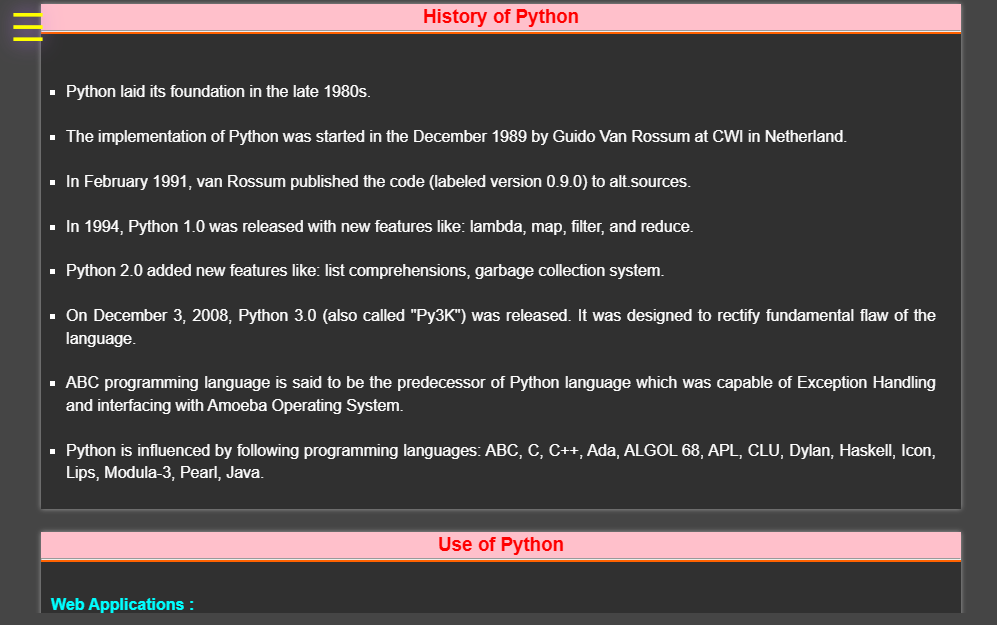 History of Python
Python laid its foundation in the late 1980s.
The implementation of Python was started in the December 1989 by Guido Van Rossum at CWI in Netherland.
In February 1991, van Rossum published the code (labeled version 0.9.0) to alt.sources.
In 1994, Python 1.0 was released with new features like: lambda, map, filter, and reduce.
Python 2.0 added new features like: list comprehensions, garbage collection system.
On December 3, 2008, Python 3.0 (also called "Py3K") was released. It was designed to rectify fundamental flaw of the
language.
ABC programming language is said to be the predecessor of Python language which was capable of Exception Handling
and interfacing with Amoeba Operating System.
Python is influenced by following programming languages: ABC, C, C++, Ada, ALGOL 68, APL, CLU, Dylan, Haskell, Icon,
Lips, Modula-3, Pearl, Java.
Use of Python
Web Applications :